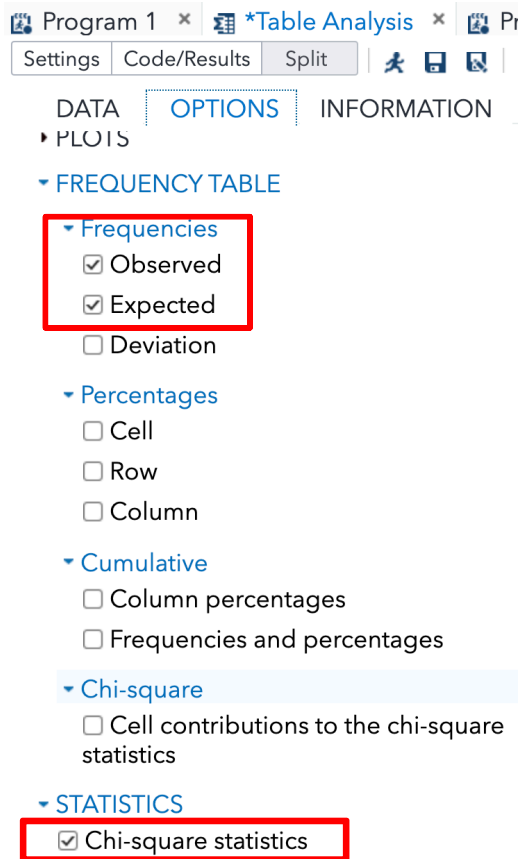 Program 1 × *Table Analysis × Pr
Settings Code/Results Split
DATA OPTIONS INFORMATION
PLOTS
FREQUENCY TABLE
Frequencies
Observed
Expected
Deviation
Percentages
Cell
Row
Column
Cumulative
Column percentages
Frequencies and percentages
Chi-square
Cell contributions to the chi-square
statistics
STATISTICS
Chi-square statistics